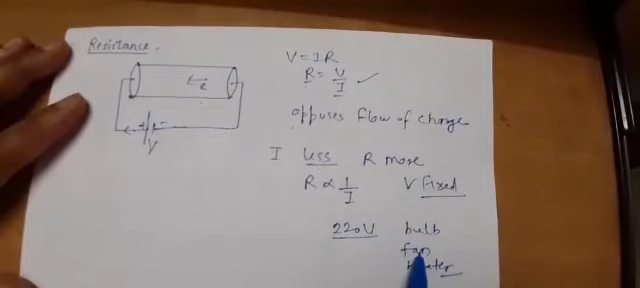 Resistance.
e
+ -
V
V = IR
R = V/I ✓
opposes flow of charge
I less R more
R ∝ 1/I V Fixed
220V bulb
fan
heater